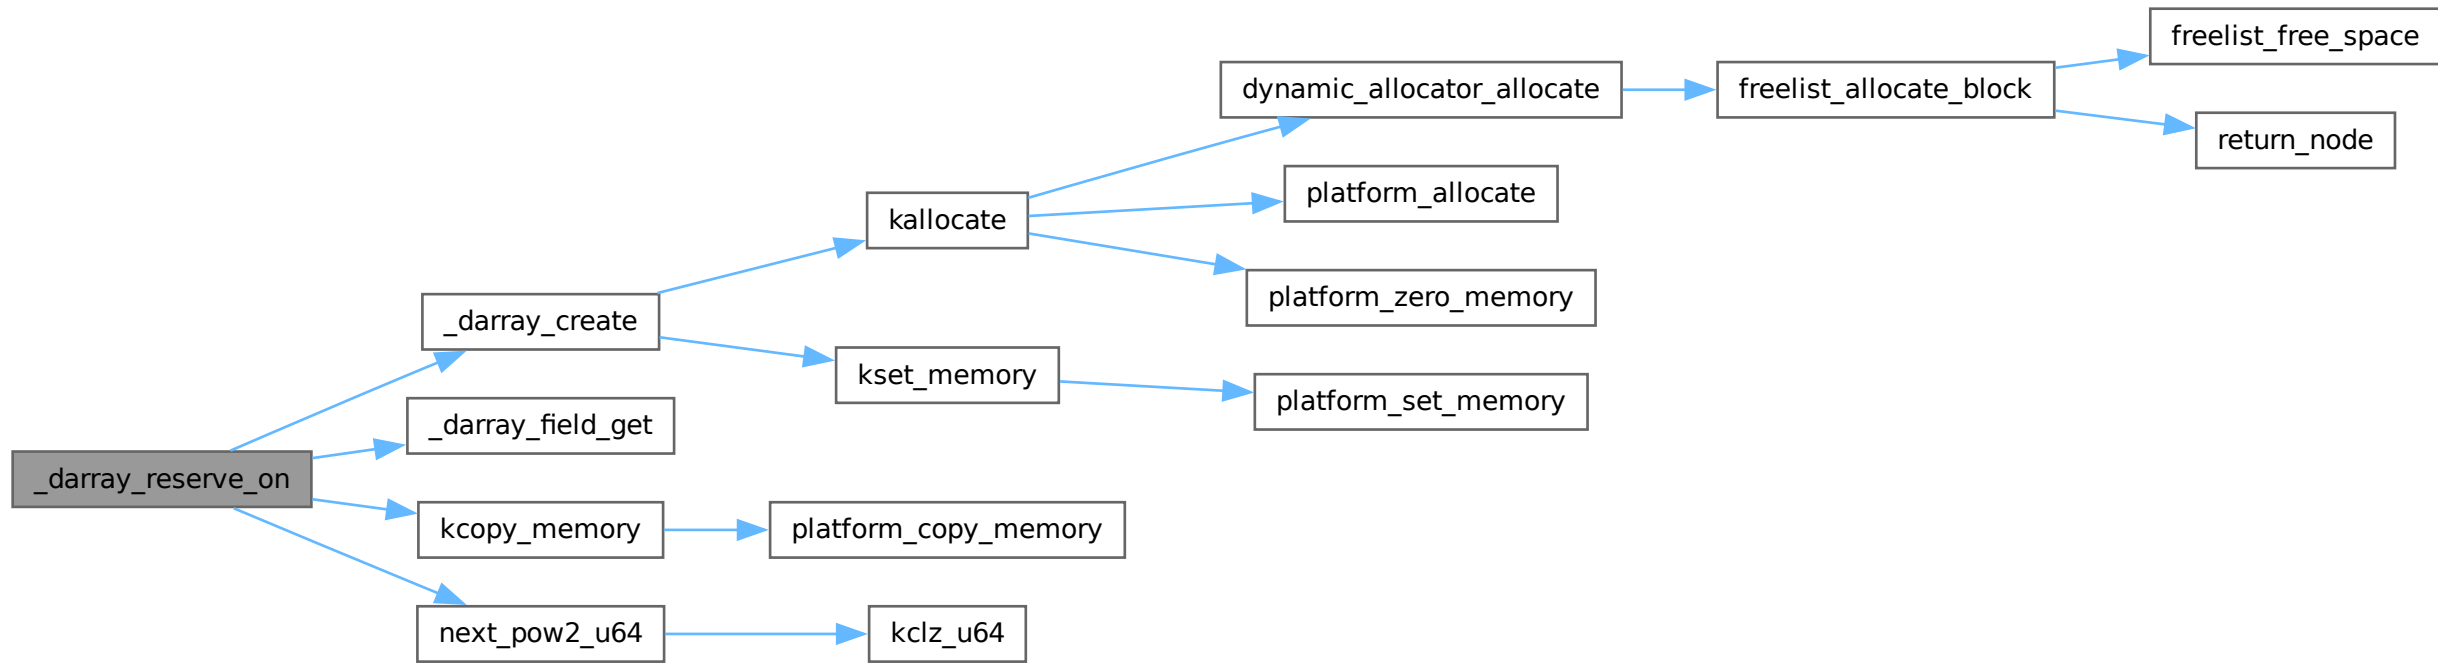 freelist_free_space
dynamic_allocator_allocate
freelist_allocate_block
return_node
platform_allocate
kallocate
platform_zero_memory
_darray_create
kset_memory
platform_set_memory
_darray_field_get
_darray_reserve_on
kcopy_memory
platform_copy_memory
next_pow2_u64
kclz_u64